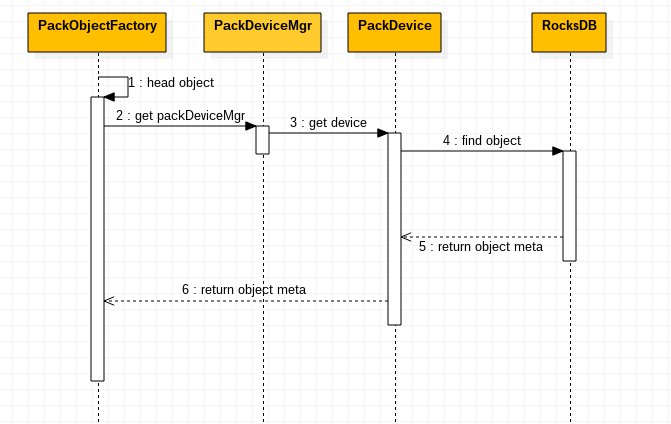 PackObjectFactory
PackDeviceMgr
PackDevice
RocksDB
1 : head object
2 : get packDeviceMgr
3 : get device
4 : find object
5 : return object meta
6 : return object meta